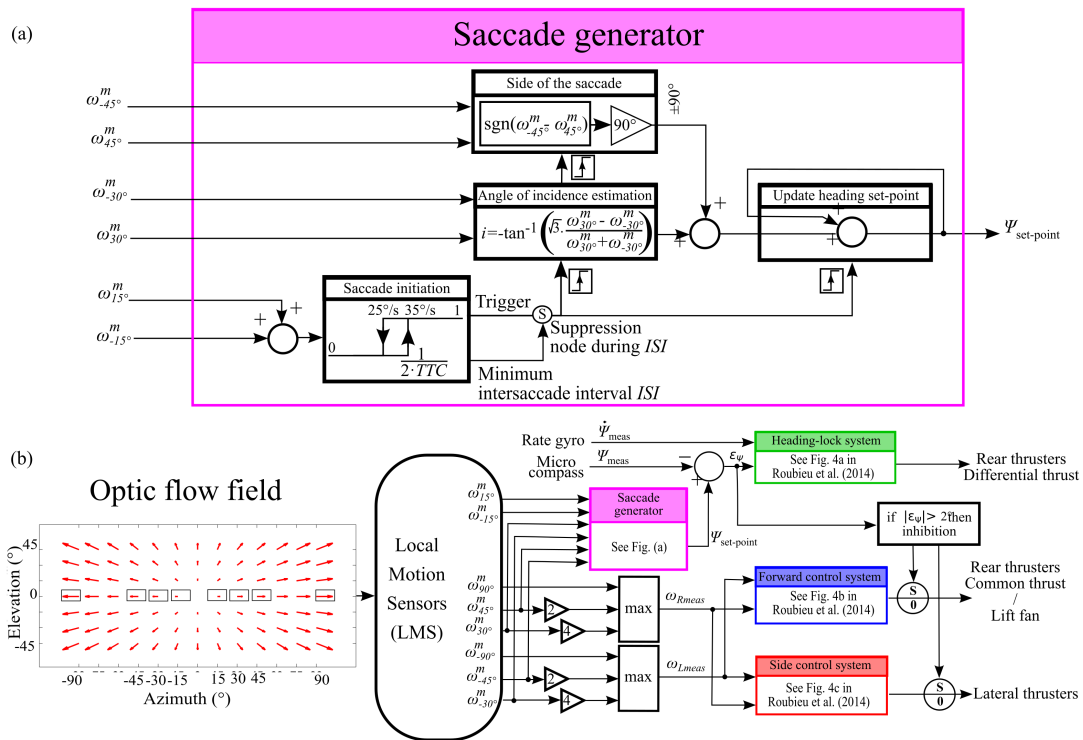 (a)
Saccade generator
Side of the saccade
ω^m_-45°
ω^m_45°
sgn(ω^m_-45° - ω^m_45°)
90°
±90°
ω^m_-30°
ω^m_30°
Angle of incidence estimation
i=-tan⁻¹(√3·(ω^m_30° - ω^m_-30°)/(ω^m_30° + ω^m_-30°))
+
+
Update heading set-point
+
+
Ψ_set-point
ω^m_15°
ω^m_-15°
+
+
Saccade initiation
25°/s 35°/s 1
0
1/(2·TTC)
Trigger
S
Suppression
node during ISI
Minimum
intersaccade interval ISI
(b)
Optic flow field
Elevation (°)
45
0
-45
-90 -45 -30 -15 15 30 45 90
Azimuth (°)
Local
Motion
Sensors
(LMS)
Rate gyro
ψ̇_meas
Micro
compass
Ψ_meas
−
+
ε_ψ
Heading-lock system
See Fig. 4a in
Roubieu et al. (2014)
Rear thrusters
Differential thrust
ω^m_15°
ω^m_-15°
Saccade
generator
See Fig. (a)
Ψ_set-point
if |ε_ψ|> 2° then
inhibition
ω^m_90°
ω^m_45°
ω^m_30°
2
4
max
ω_Rmeas
Forward control system
See Fig. 4b in
Roubieu et al. (2014)
S
0
Rear thrusters
Common thrust
/
Lift fan
ω^m_-90°
ω^m_-45°
ω^m_-30°
2
4
max
ω_Lmeas
Side control system
See Fig. 4c in
Roubieu et al. (2014)
S
0
Lateral thrusters